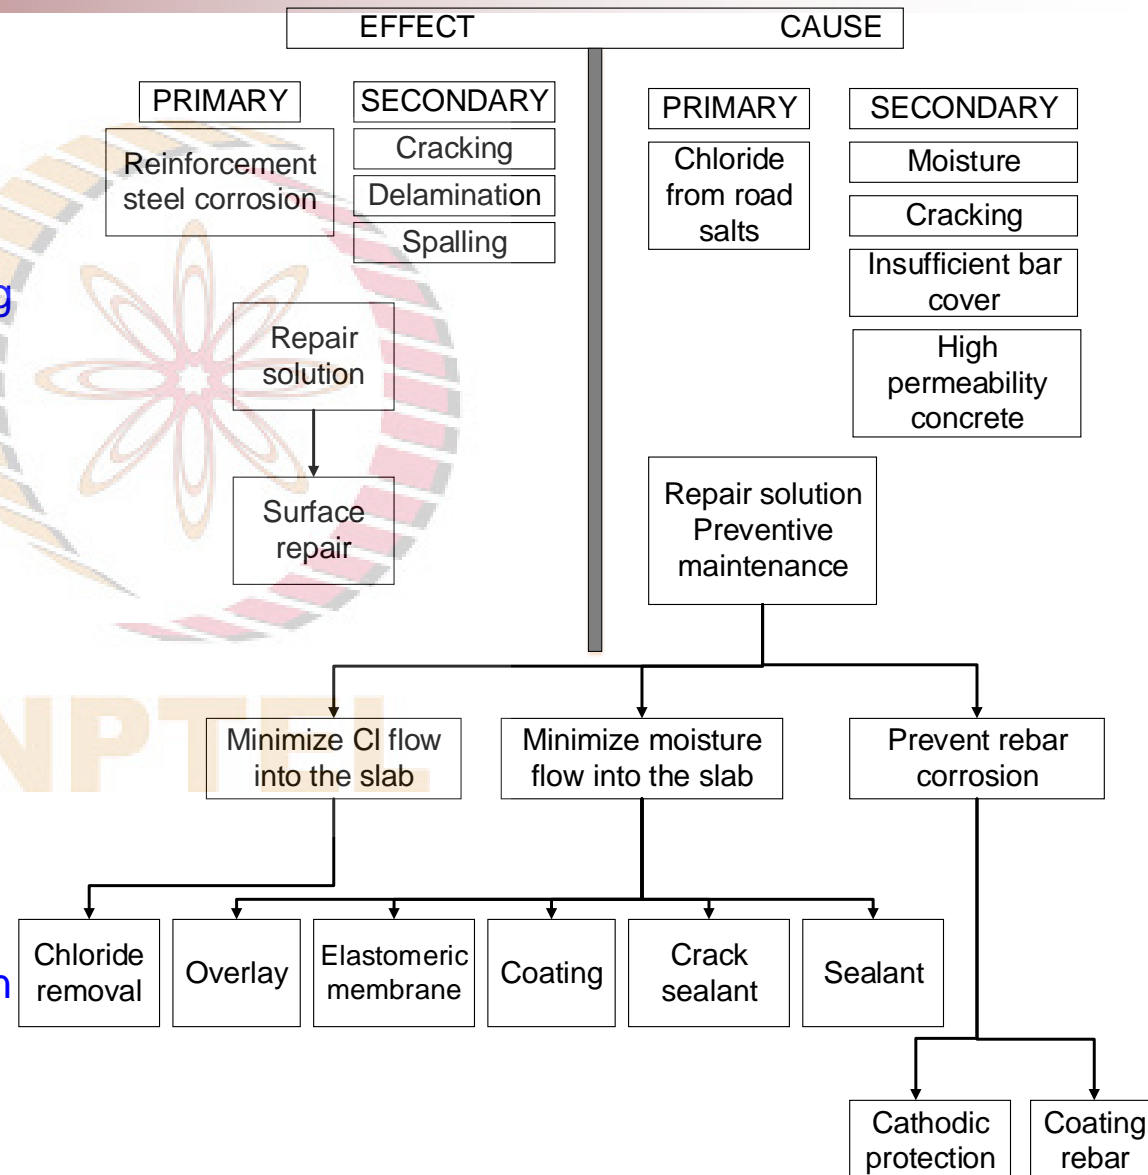 EFFECT CAUSE
PRIMARY
SECONDARY
Reinforcement
steel corrosion
Cracking
Delamination
Spalling
PRIMARY
SECONDARY
Chloride
from road
salts
Moisture
Cracking
Insufficient bar
cover
High
permeability
concrete
g
Repair
solution
Surface
repair
Repair solution
Preventive
maintenance
NPTEL
Minimize Cl flow
into the slab
Minimize moisture
flow into the slab
Prevent rebar
corrosion
n
Chloride
removal
Overlay
Elastomeric
membrane
Coating
Crack
sealant
Sealant
Cathodic
protection
Coating
rebar